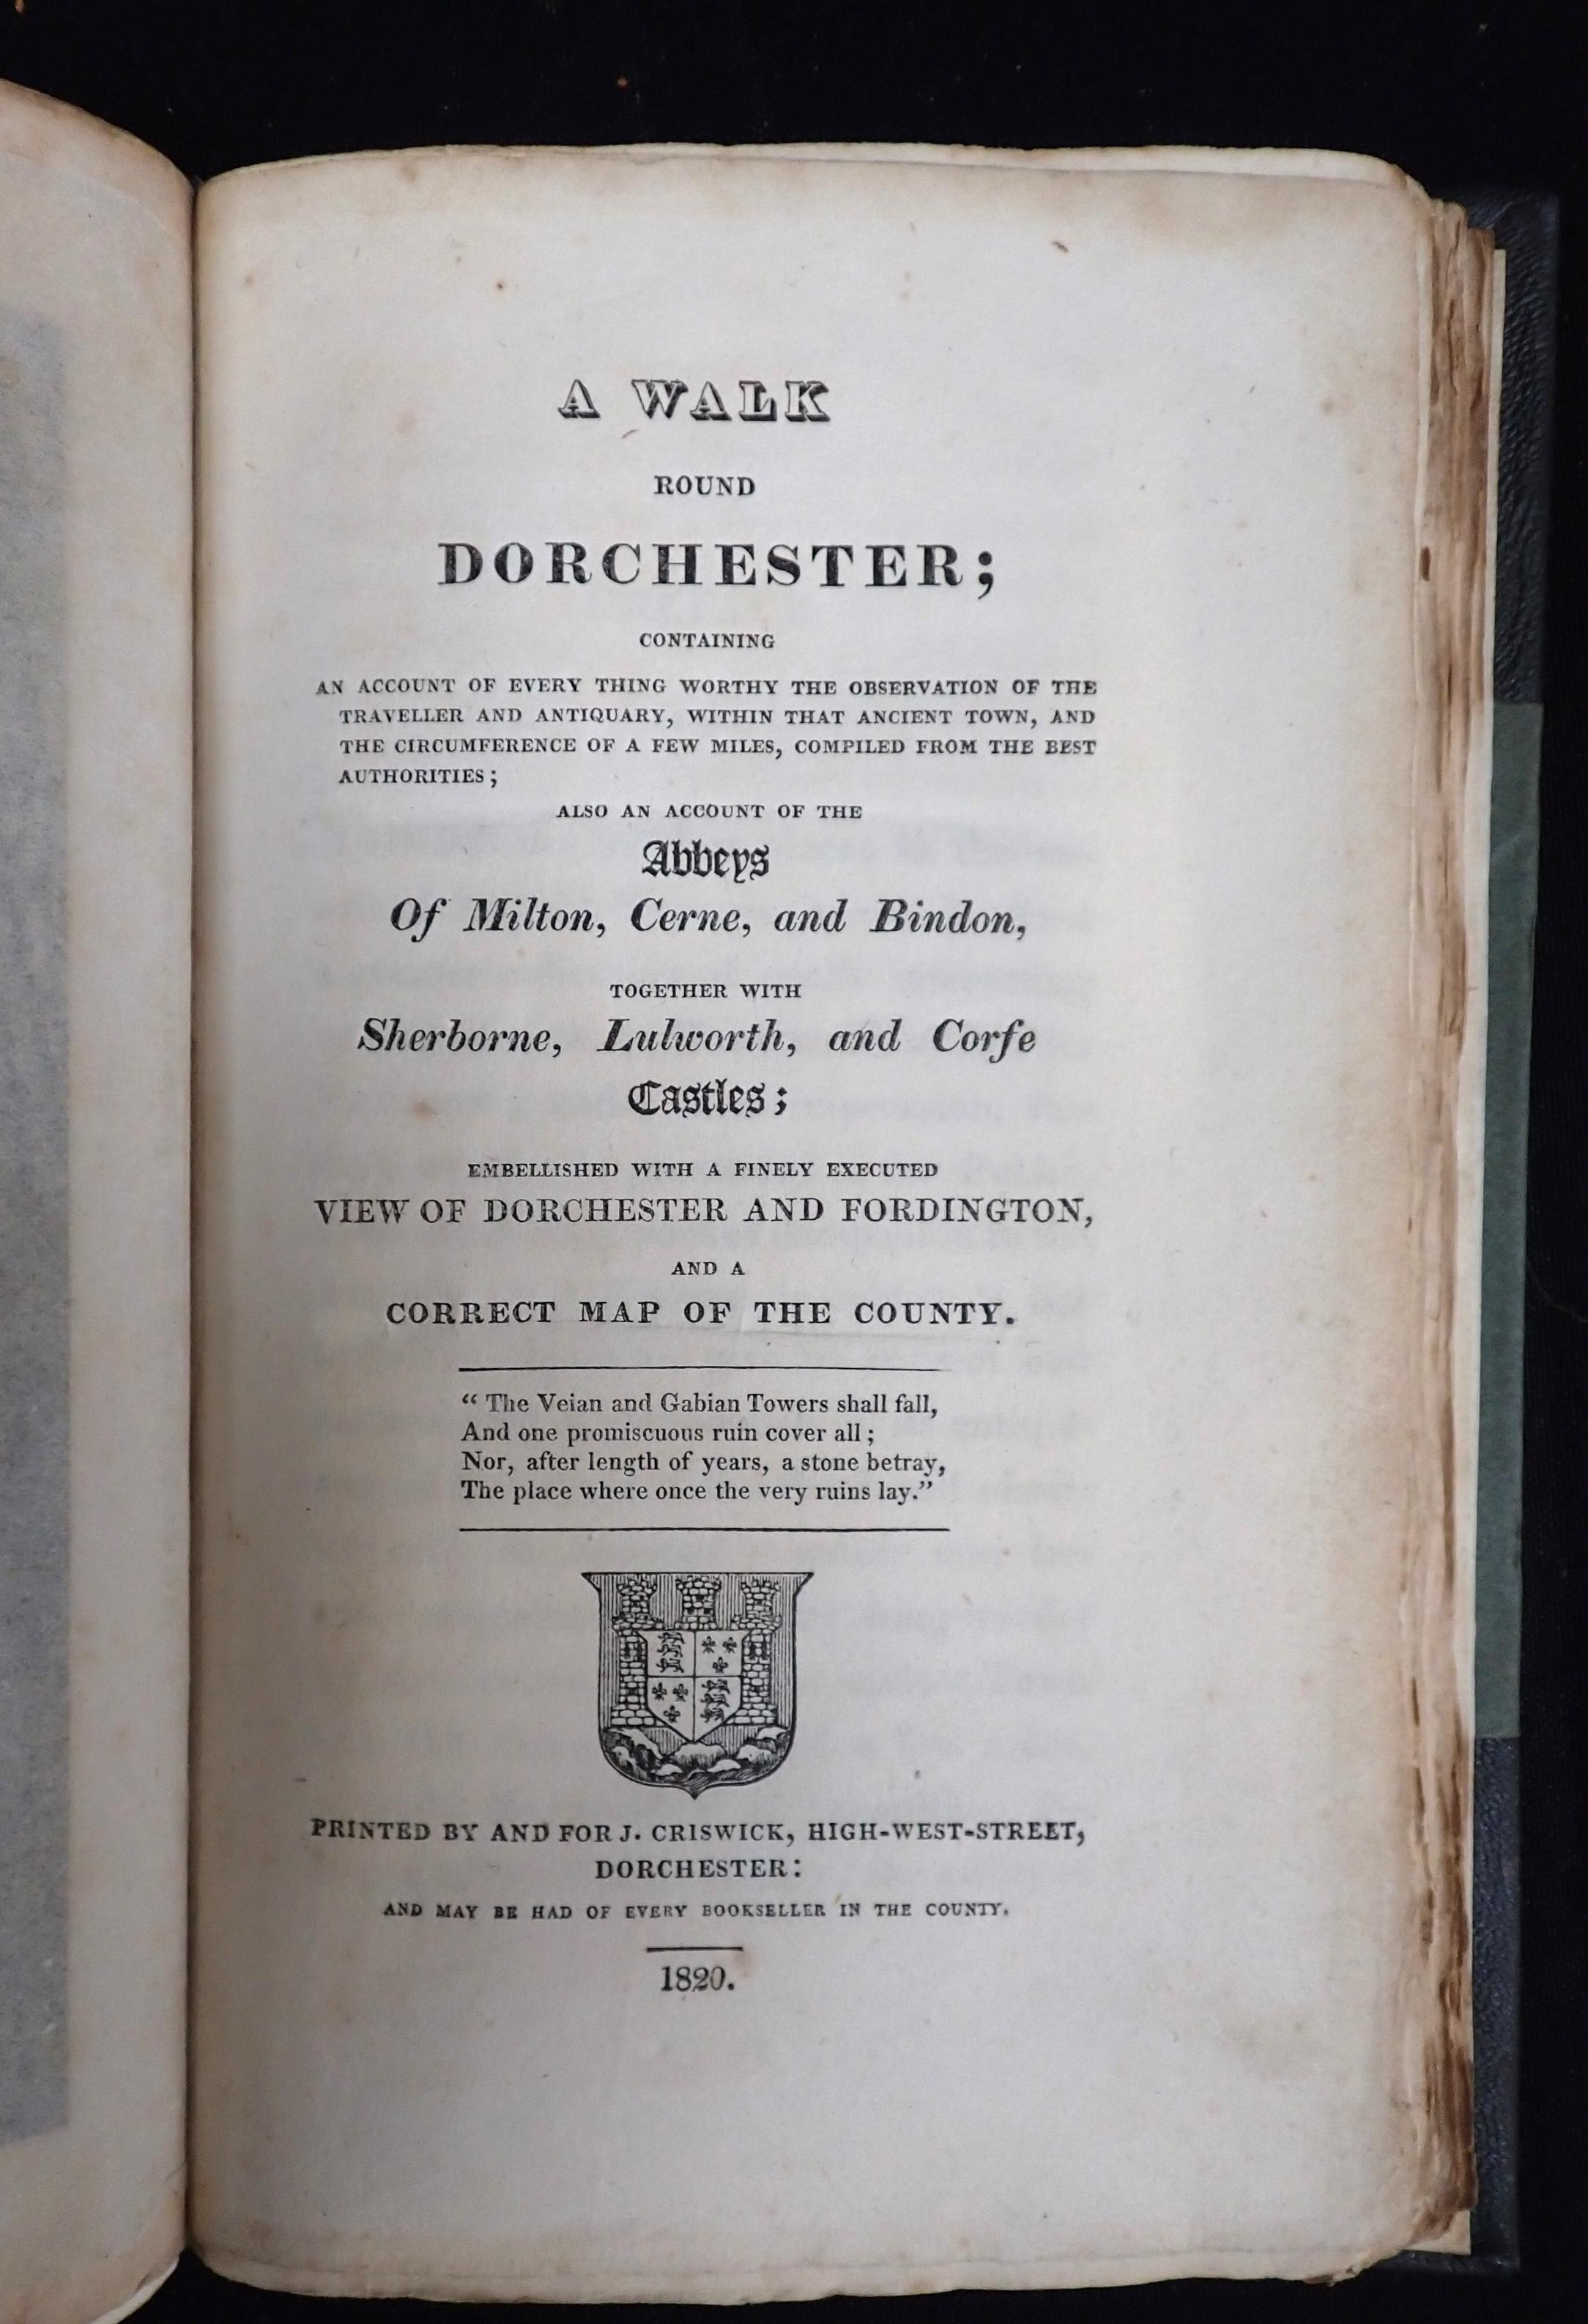 A WALK
ROUND
DORCHESTER;
CONTAINING
AN ACCOUNT OF EVERY THING WORTHY THE OBSERVATION OF THE
TRAVELLER AND ANTIQUARY, WITHIN THAT ANCIENT TOWN, AND
THE CIRCUMFERENCE OF A FEW MILES, COMPILED FROM THE BEST
AUTHORITIES;
ALSO AN ACCOUNT OF THE
Abbeys
Of Milton, Cerne, and Bindon,
TOGETHER WITH
Sherborne, Lulworth, and Corfe
Castles;
EMBELLISHED WITH A FINELY EXECUTED
VIEW OF DORCHESTER AND FORDINGTON,
AND A
CORRECT MAP OF THE COUNTY.
“ The Veian and Gabian Towers shall fall,
And one promiscuous ruin cover all;
Nor, after length of years, a stone betray,
The place where once the very ruins lay.”
PRINTED BY AND FOR J. CRISWICK, HIGH-WEST-STREET,
DORCHESTER:
AND MAY BE HAD OF EVERY BOOKSELLER IN THE COUNTY.
1820.